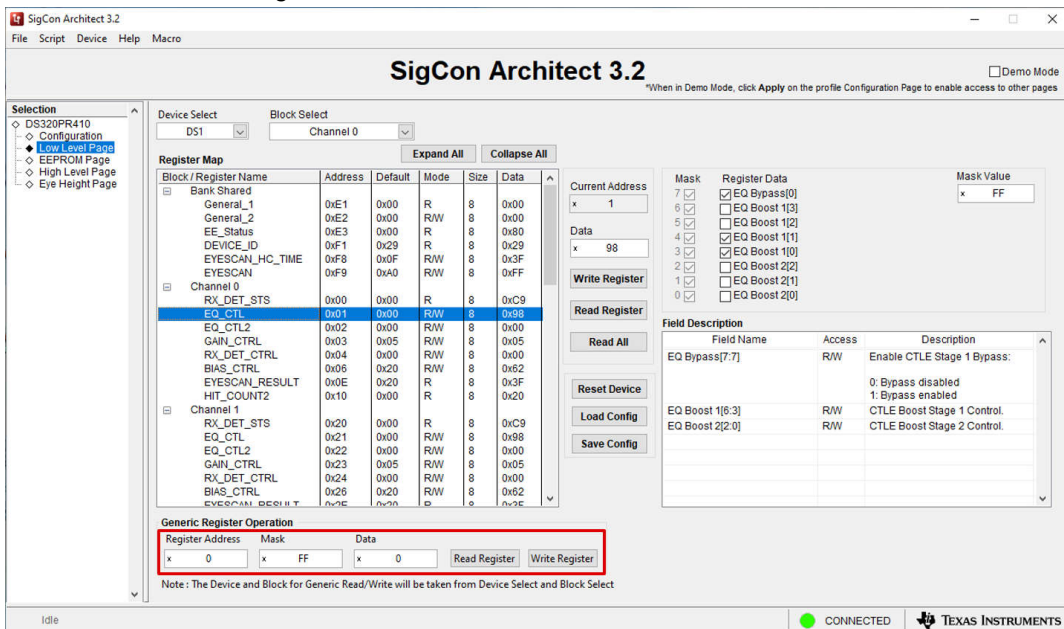 SigCon Architect 3.2
File Script Device Help Macro
SigCon Architect 3.2
Demo Mode
*When in Demo Mode, click Apply on the profile Configuration Page to enable access to other pages
Selection
DS320PR410
Configuration
Low Level Page
EEPROM Page
High Level Page
Eye Height Page
Device Select Block Select
DS1 Channel 0
Expand All Collapse All
Register Map
Block / Register Name Address Default Mode Size Data
Bank Shared
General_1 0xE1 0x00 R 8 0x00
General_2 0xE2 0x00 R/W 8 0x00
EE_Status 0xE3 0x00 R 8 0x80
DEVICE_ID 0xF1 0x29 R 8 0x29
EYESCAN_HC_TIME 0xF8 0x0F R/W 8 0x3F
EYESCAN 0xF9 0xA0 R/W 8 0xFF
Channel 0
RX_DET_STS 0x00 0x00 R 8 0xC9
EQ_CTL 0x01 0x00 R/W 8 0x98
EQ_CTL2 0x02 0x00 R/W 8 0x00
GAIN_CTRL 0x03 0x05 R/W 8 0x05
RX_DET_CTRL 0x04 0x00 R/W 8 0x00
BIAS_CTRL 0x06 0x20 R/W 8 0x62
EYESCAN_RESULT 0x0E 0x20 R 8 0x3F
HIT_COUNT2 0x10 0x00 R 8 0x20
Channel 1
RX_DET_STS 0x20 0x00 R 8 0xC9
EQ_CTL 0x21 0x00 R/W 8 0x98
EQ_CTL2 0x22 0x00 R/W 8 0x00
GAIN_CTRL 0x23 0x05 R/W 8 0x05
RX_DET_CTRL 0x24 0x00 R/W 8 0x00
BIAS_CTRL 0x26 0x20 R/W 8 0x62
EYESCAN_RESULT 0x2E 0x20 R 8 0x3F
Current Address
x 1
Data
x 98
Write Register
Read Register
Read All
Reset Device
Load Config
Save Config
Mask Register Data Mask Value
7 EQ Bypass[0] x FF
6 EQ Boost 1[3]
5 EQ Boost 1[2]
4 EQ Boost 1[1]
3 EQ Boost 1[0]
2 EQ Boost 2[2]
1 EQ Boost 2[1]
0 EQ Boost 2[0]
Field Description
Field Name Access Description
EQ Bypass[7:7] R/W Enable CTLE Stage 1 Bypass:
0: Bypass disabled
1: Bypass enabled
EQ Boost 1[6:3] R/W CTLE Boost Stage 1 Control.
EQ Boost 2[2:0] R/W CTLE Boost Stage 2 Control.
Generic Register Operation
Register Address Mask Data
x 0 x FF x 0 Read Register Write Register
Note : The Device and Block for Generic Read/Write will be taken from Device Select and Block Select
Idle CONNECTED TEXAS INSTRUMENTS